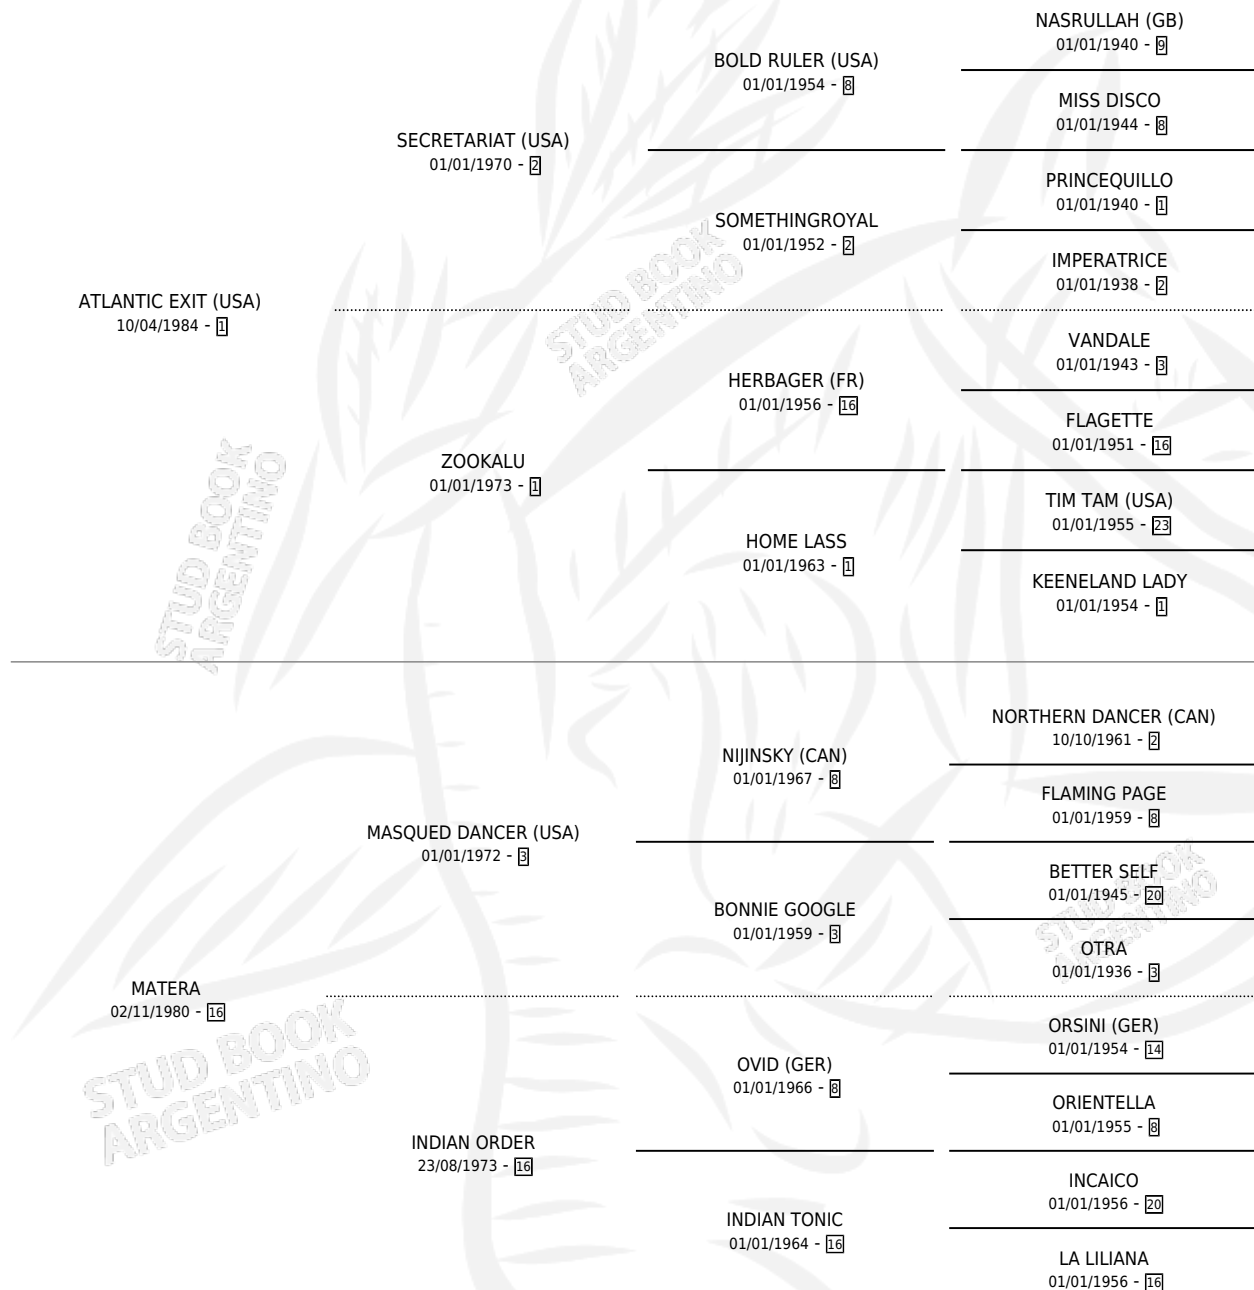 NASRULLAH (GB)
01/01/1940 - 9
BOLD RULER (USA)
01/01/1954 - 8
MISS DISCO
01/01/1944 - 8
SECRETARIAT (USA)
01/01/1970 - 2
PRINCEQUILLO
01/01/1940 - 1
SOMETHINGROYAL
01/01/1952 - 2
IMPERATRICE
01/01/1938 - 2
ATLANTIC EXIT (USA)
10/04/1984 - 1
VANDALE
01/01/1943 - 3
HERBAGER (FR)
01/01/1956 - 16
FLAGETTE
01/01/1951 - 16
ZOOKALU
01/01/1973 - 1
TIM TAM (USA)
01/01/1955 - 23
HOME LASS
01/01/1963 - 1
KEENELAND LADY
01/01/1954 - 1
NORTHERN DANCER (CAN)
10/10/1961 - 2
NIJINSKY (CAN)
01/01/1967 - 8
FLAMING PAGE
01/01/1959 - 8
MASQUED DANCER (USA)
01/01/1972 - 3
BETTER SELF
01/01/1945 - 20
BONNIE GOOGLE
01/01/1959 - 3
OTRA
01/01/1936 - 3
MATERA
02/11/1980 - 16
ORSINI (GER)
01/01/1954 - 14
OVID (GER)
01/01/1966 - 8
ORIENTELLA
01/01/1955 - 8
INDIAN ORDER
23/08/1973 - 16
INCAICO
01/01/1956 - 20
INDIAN TONIC
01/01/1964 - 16
LA LILIANA
01/01/1956 - 16
STUD BOOK
ARGENTINO
STUD BOOK
ARGENTINO
STUD BOOK
ARGENTINO
STUD BOOK
ARGENTINO